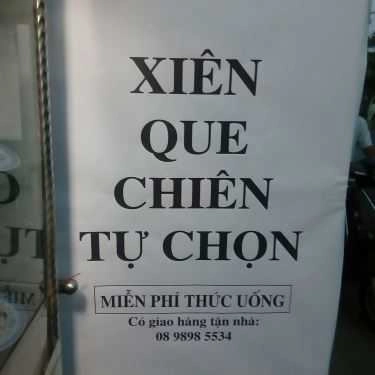 XIÊN
QUE
CHIÊN
TỰ CHỌN
MIỄN PHÍ THỨC UỐNG
Có giao hàng tận nhà:
08 9898 5534